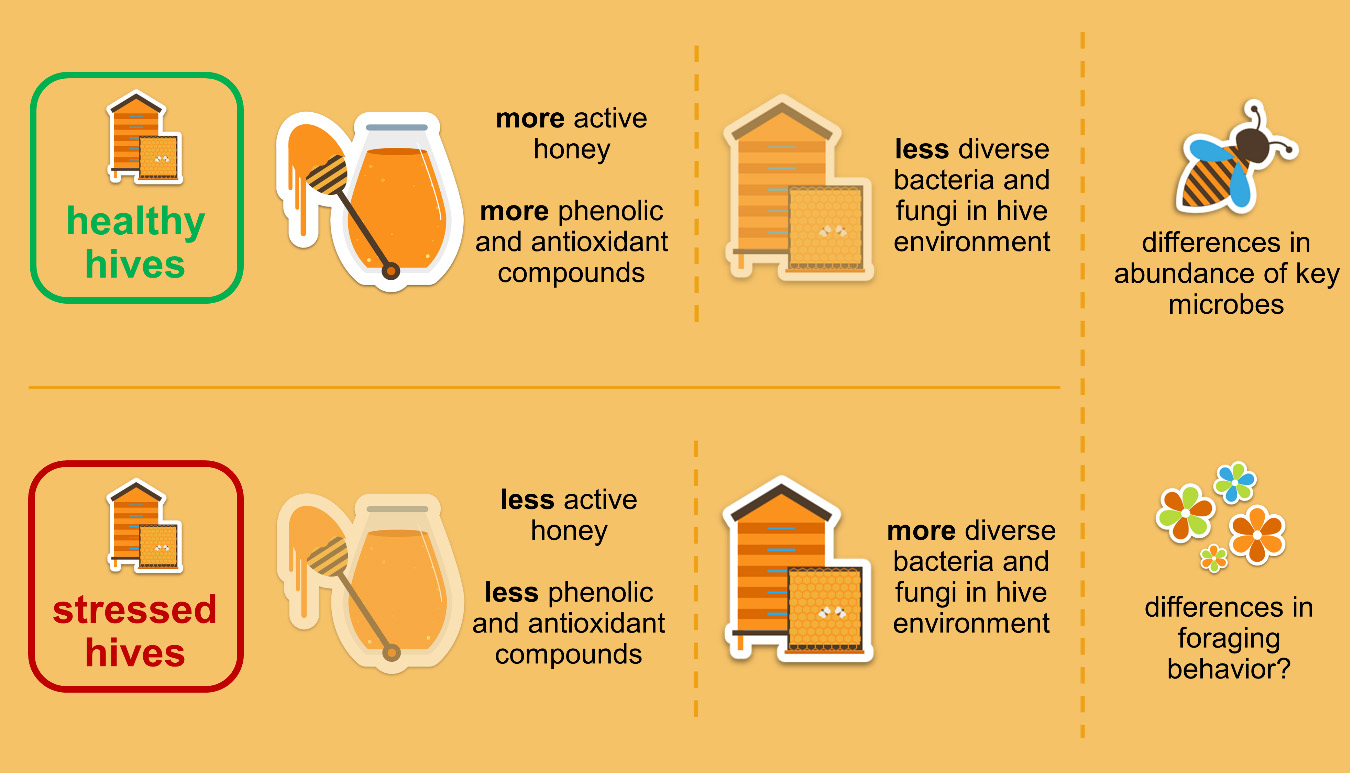 healthy
hives
more active
honey
more phenolic
and antioxidant
compounds
less diverse
bacteria and
fungi in hive
environment
differences in
abundance of key
microbes
stressed
hives
less active
honey
less phenolic
and antioxidant
compounds
more diverse
bacteria and
fungi in hive
environment
differences in
foraging
behavior?